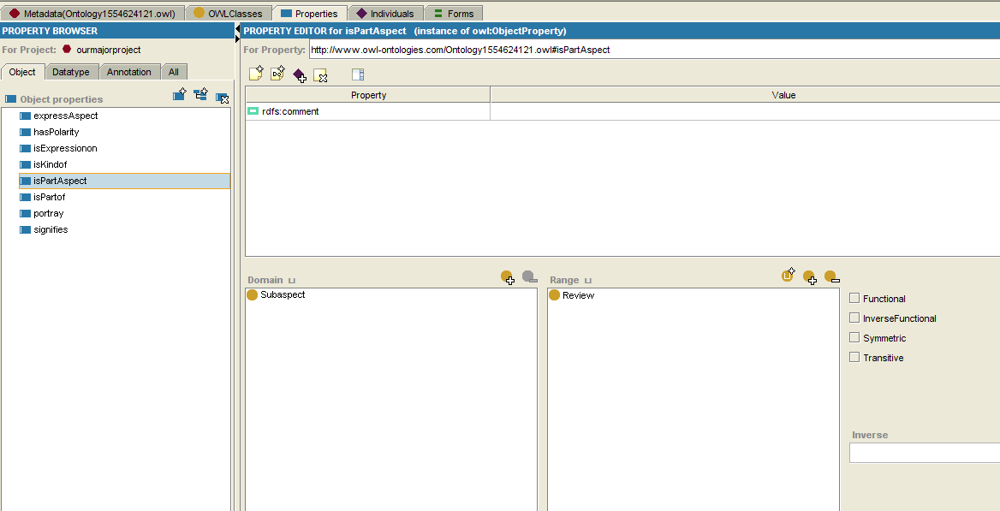 Metadata(Ontology1554624121.owl) OWLClasses Properties Individuals Forms
PROPERTY BROWSER
For Project: ourmajorproject
Object Datatype Annotation All
Object properties
expressAspect
hasPolarity
isExpressionon
isKindof
isPartAspect
isPartof
portray
signifies
PROPERTY EDITOR for isPartAspect (instance of owl:ObjectProperty)
For Property: http://www.owl-ontologies.com/Ontology1554624121.owl#isPartAspect
Property Value
rdfs:comment
Domain ⊔
Subaspect
Range ⊔
Review
Functional
InverseFunctional
Symmetric
Transitive
Inverse